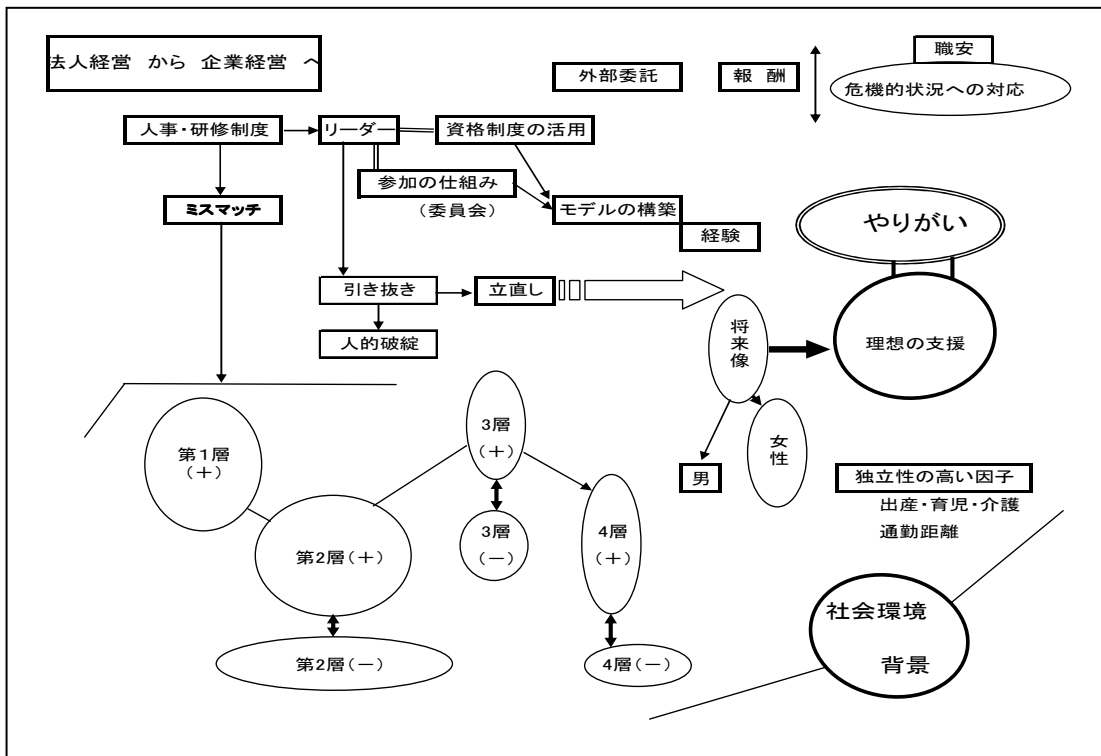 法人経営 から 企業経営 へ
職安
外部委託
報 酬
危機的状況への対応
人事・研修制度
リーダー
資格制度の活用
参加の仕組み
(委員会)
ミスマッチ
モデルの構築
経験
やりがい
引き抜き
立直し
人的破綻
将来像
理想の支援
第1層
(+)
3層
(+)
女性
男
独立性の高い因子
出産・育児・介護
通勤距離
第2層(+)
3層
(-)
4層
(+)
社会環境
背景
第2層(-)
4層(-)